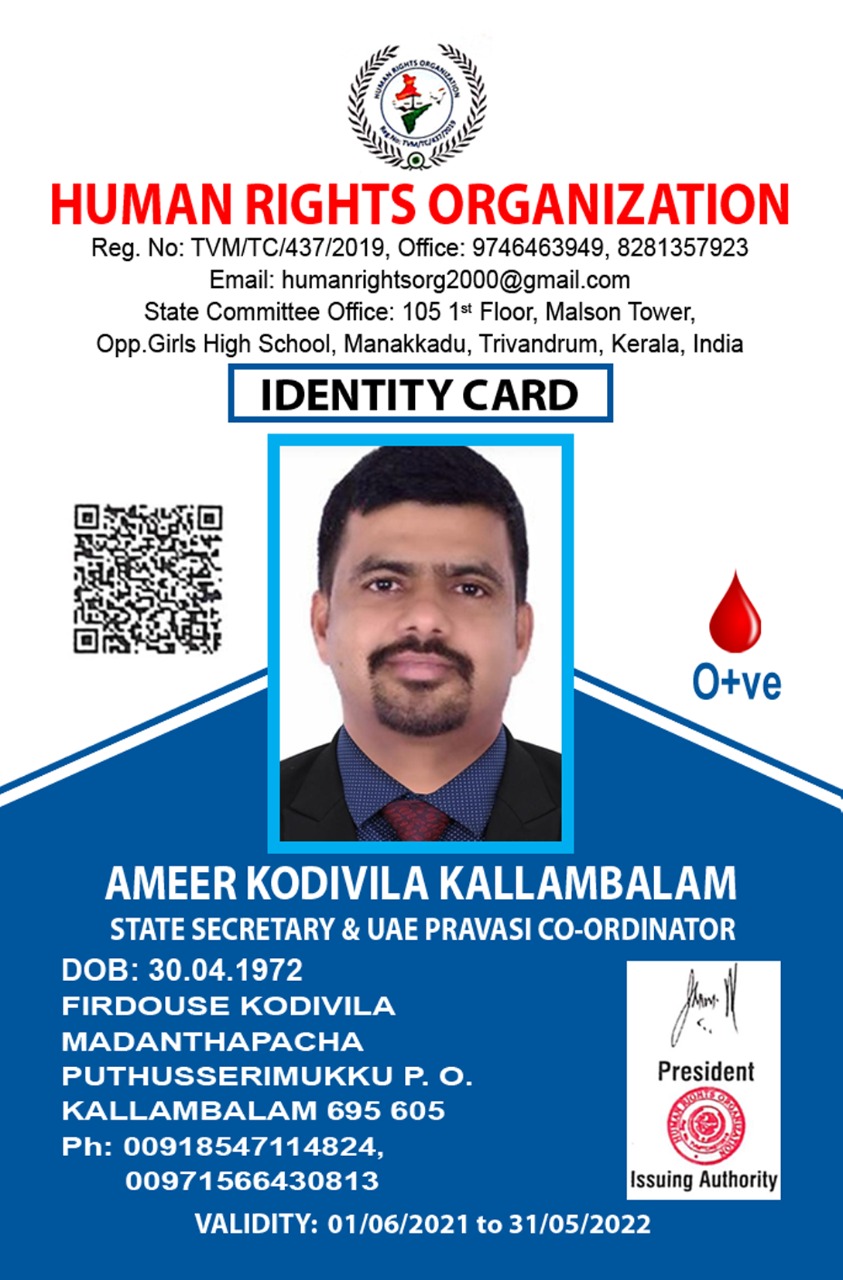 HUMAN RIGHTS ORGANIZATION
Reg No: TVM/TC/437/2019
HUMAN RIGHTS ORGANIZATION
Reg. No: TVM/TC/437/2019, Office: 9746463949, 8281357923
Email: humanrightsorg2000@gmail.com
State Committee Office: 105 1st Floor, Malson Tower,
Opp.Girls High School, Manakkadu, Trivandrum, Kerala, India
IDENTITY CARD
O+ve
AMEER KODIVILA KALLAMBALAM
STATE SECRETARY & UAE PRAVASI CO-ORDINATOR
DOB: 30.04.1972
FIRDOUSE KODIVILA
MADANTHAPACHA
PUTHUSSERIMUKKU P. O.
KALLAMBALAM 695 605
Ph: 00918547114824,
00971566430813
President
HUMAN RIGHTS ORGANIZATION
Issuing Authority
VALIDITY: 01/06/2021 to 31/05/2022